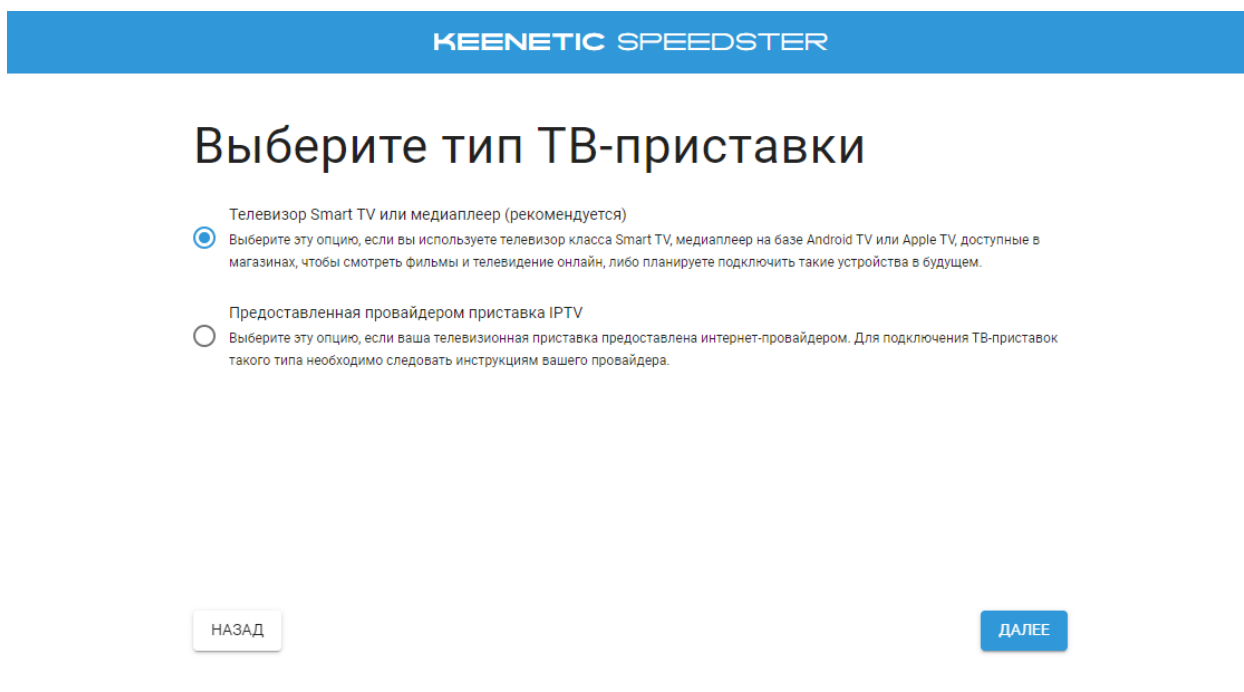 KEENETIC SPEEDSTER
Выберите тип ТВ-приставки
Телевизор Smart TV или медиаплеер (рекомендуется)
Выберите эту опцию, если вы используете телевизор класса Smart TV, медиаплеер на базе Android TV или Apple TV, доступные в
магазинах, чтобы смотреть фильмы и телевидение онлайн, либо планируете подключить такие устройства в будущем.
Предоставленная провайдером приставка IPTV
Выберите эту опцию, если ваша телевизионная приставка предоставлена интернет-провайдером. Для подключения ТВ-приставок
такого типа необходимо следовать инструкциям вашего провайдера.
НАЗАД
ДАЛЕЕ